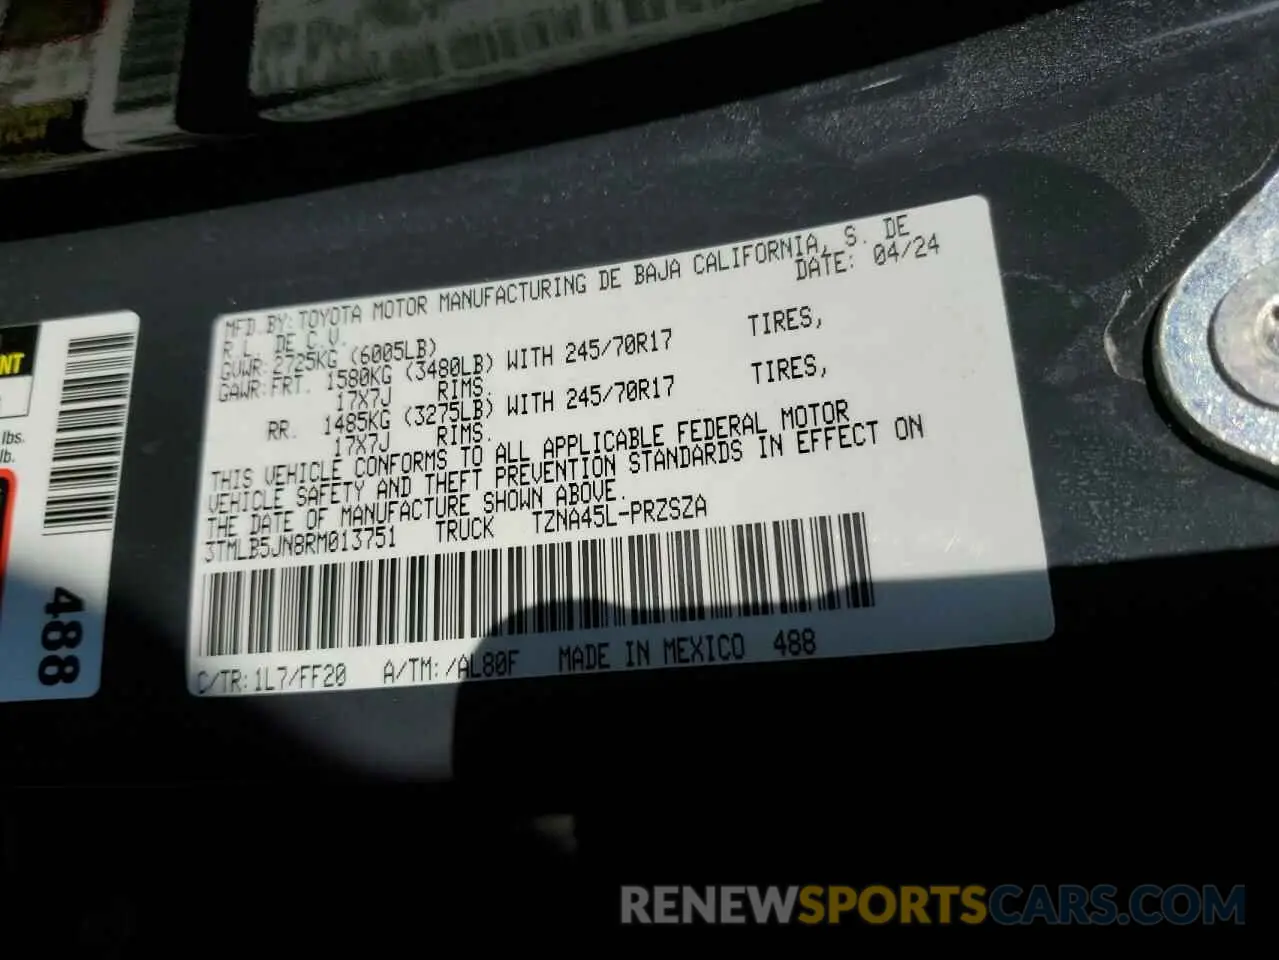 MFD. BY: TOYOTA MOTOR MANUFACTURING DE BAJA CALIFORNIA, S. DE
R.L. DE C.V. DATE: 04/24
GVWR: 2725KG (6005LB)
GAWR: FRT. 1580KG (3480LB) WITH 245/70R17 TIRES,
17X7J RIMS.
RR. 1485KG (3275LB) WITH 245/70R17 TIRES,
17X7J RIMS.
THIS VEHICLE CONFORMS TO ALL APPLICABLE FEDERAL MOTOR
VEHICLE SAFETY AND THEFT PREVENTION STANDARDS IN EFFECT ON
THE DATE OF MANUFACTURE SHOWN ABOVE.
3TMLB5JN8RM013751 TRUCK TZNA45L-PRZSZA
C/TR: 1L7/FF20 A/TM: /AL80F MADE IN MEXICO 488
NT
lbs.
lb.
488
RENEWSPORTSCARS.COM